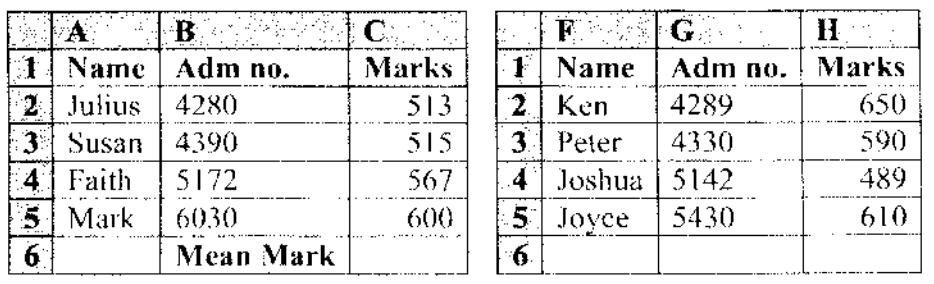 A B C F G H
1 Name Adm no. Marks 1 Name Adm no. Marks
2 Julius 4280 513 2 Ken 4289 650
3 Susan 4390 515 3 Peter 4330 590
4 Faith 5172 567 4 Joshua 5142 489
5 Mark 6030 600 5 Joyce 5430 610
6 Mean Mark 6